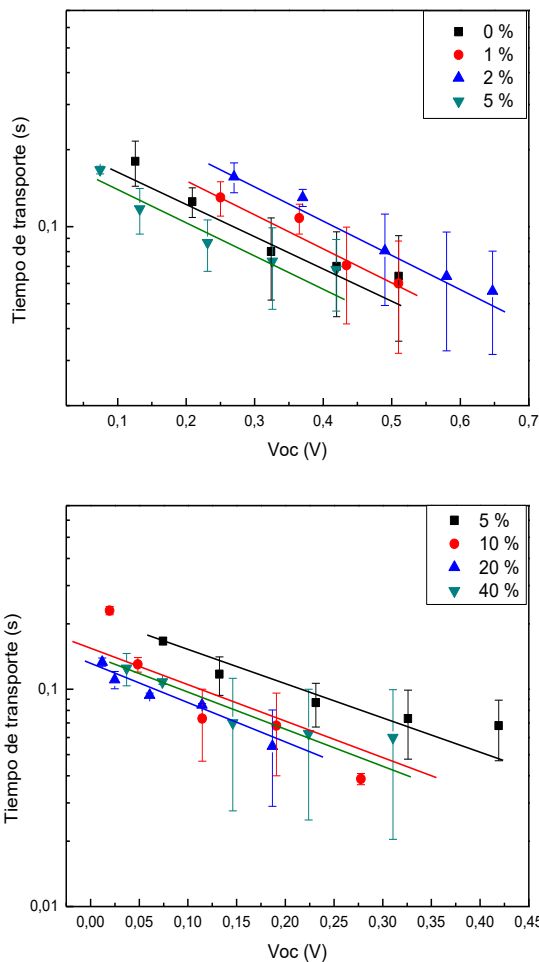 0 %
1 %
2 %
5 %
Tiempo de transporte (s)
0,1
0,1 0,2 0,3 0,4 0,5 0,6 0,7
Voc (V)
5 %
10 %
20 %
40 %
Tiempo de transporte (s)
0,1
0,01
0,00 0,05 0,10 0,15 0,20 0,25 0,30 0,35 0,40 0,45
Voc (V)